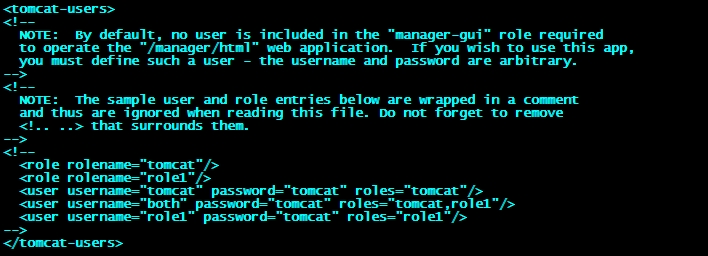 <tomcat-users>
<!--
  NOTE:  By default, no user is included in the "manager-gui" role required
  to operate the "/manager/html" web application.  If you wish to use this app,
  you must define such a user - the username and password are arbitrary.
-->
<!--
  NOTE:  The sample user and role entries below are wrapped in a comment
  and thus are ignored when reading this file. Do not forget to remove
  <!.. ..> that surrounds them.
-->
<!--
  <role rolename="tomcat"/>
  <role rolename="role1"/>
  <user username="tomcat" password="tomcat" roles="tomcat"/>
  <user username="both" password="tomcat" roles="tomcat,role1"/>
  <user username="role1" password="tomcat" roles="role1"/>
-->
</tomcat-users>